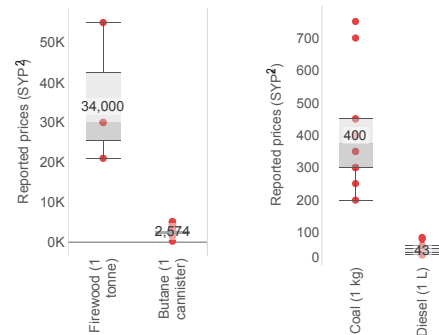 Reported prices (SYP2)
50K
40K
30K
20K
10K
0K
34,000
2,574
Firewood (1
tonne)
Butane (1
cannister)
Reported prices (SYP2)
700
600
500
400
300
200
100
0
400
43
Coal (1 kg)
Diesel (1 L)